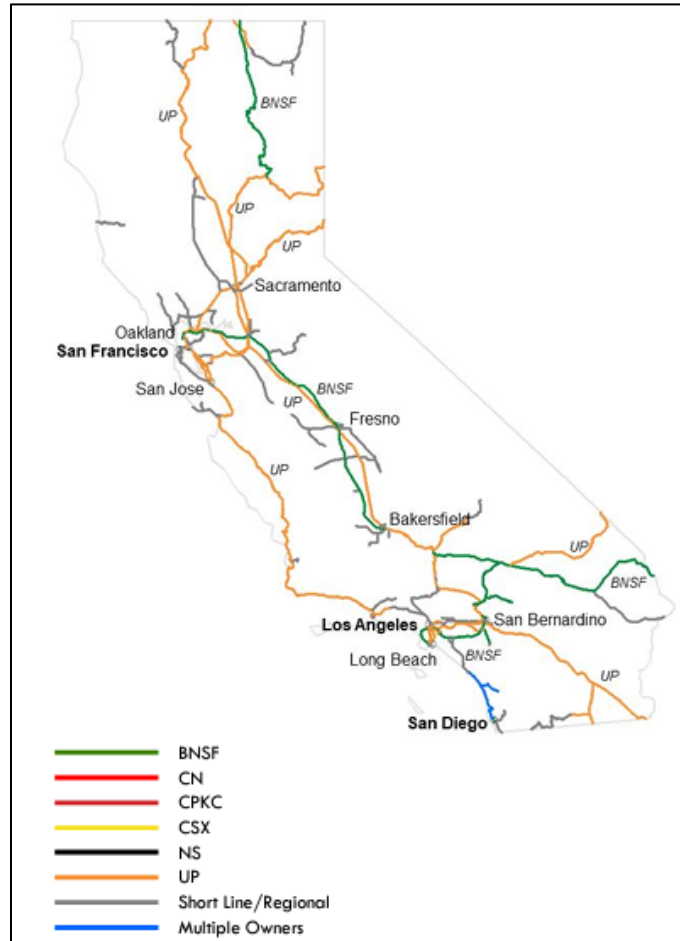 BNSF
UP
UP
UP
Sacramento
Oakland
San Francisco
San Jose
BNSF
UP
Fresno
UP
Bakersfield
UP
BNSF
Los Angeles
San Bernardino
Long Beach
BNSF
UP
San Diego
BNSF
CN
CPKC
CSX
NS
UP
Short Line/Regional
Multiple Owners